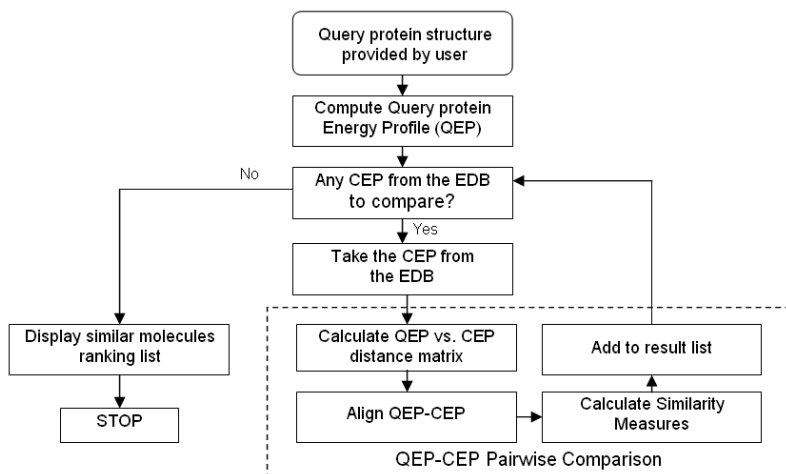 Query protein structure
provided by user
Compute Query protein
Energy Profile (QEP)
No
Any CEP from the EDB
to compare?
Yes
Take the CEP from
the EDB
Display similar molecules
ranking list
Calculate QEP vs. CEP
distance matrix
Add to result list
STOP
Align QEP-CEP
Calculate Similarity
Measures
QEP-CEP Pairwise Comparison